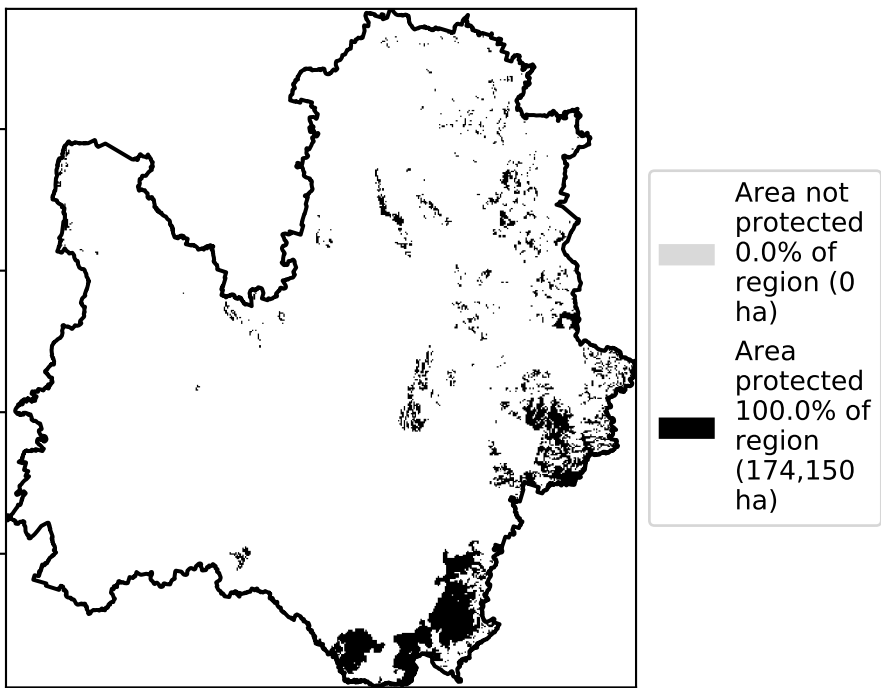 Area not
protected
0.0% of
region (0
ha)
Area
protected
100.0% of
region
(174,150
ha)